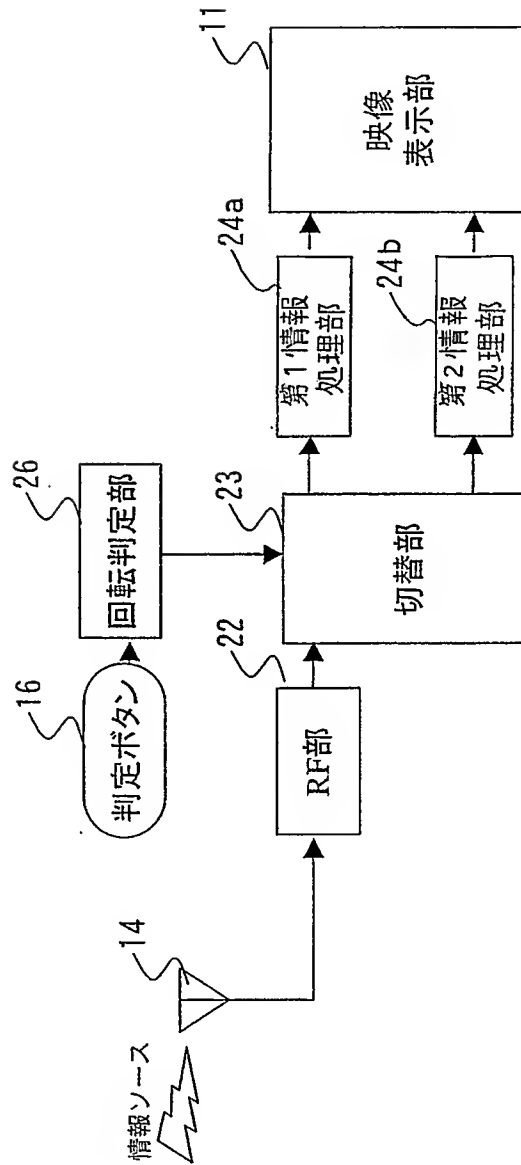 情報ソース
14
判定ボタン
16
回転判定部
26
RF部
22
切替部
23
第1情報
処理部
24a
第2情報
処理部
24b
映像
表示部
11